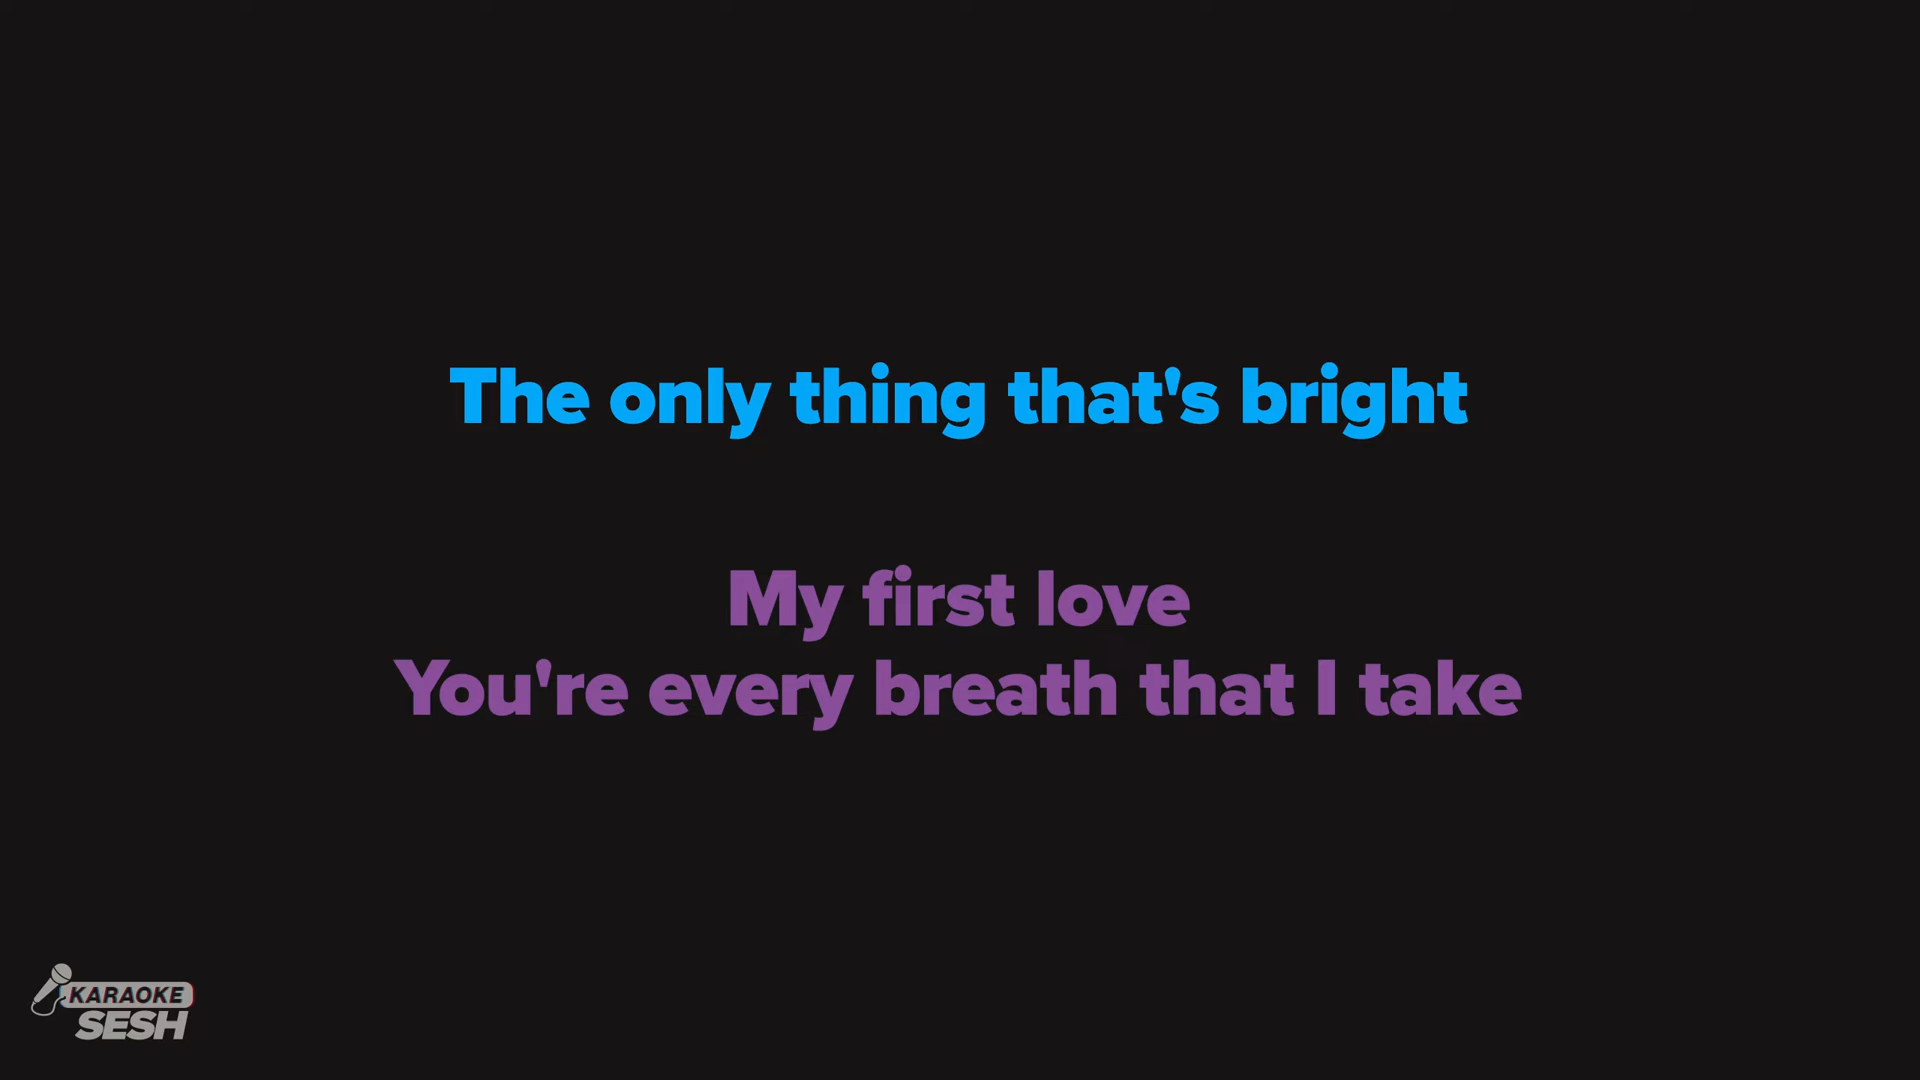 The only thing that's bright
My first love
You're every breath that I take
KARAOKE
SESH